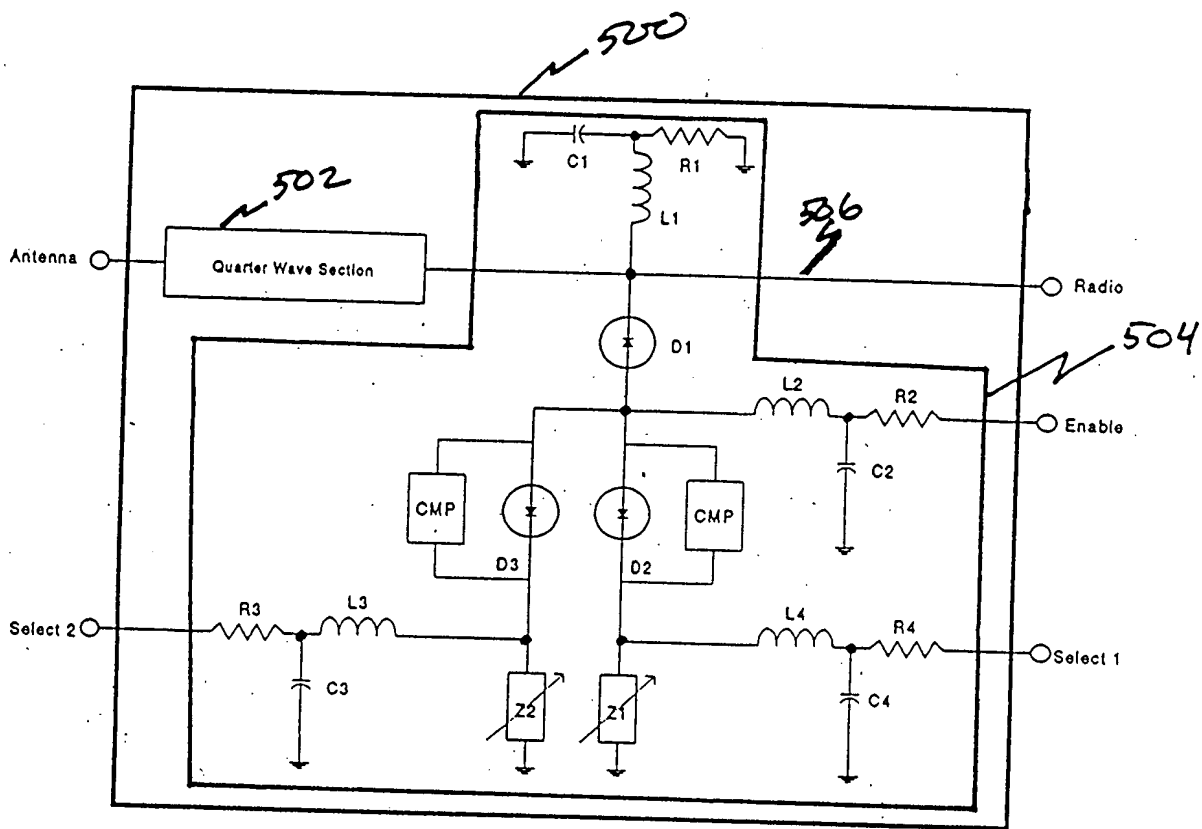 500
C1
R1
502
L1
506
Antenna
Quarter Wave Section
Radio
D1
504
L2
R2
Enable
C2
CMP
CMP
D3
D2
Select 2
R3
L3
L4
R4
Select 1
C3
Z2
Z1
C4